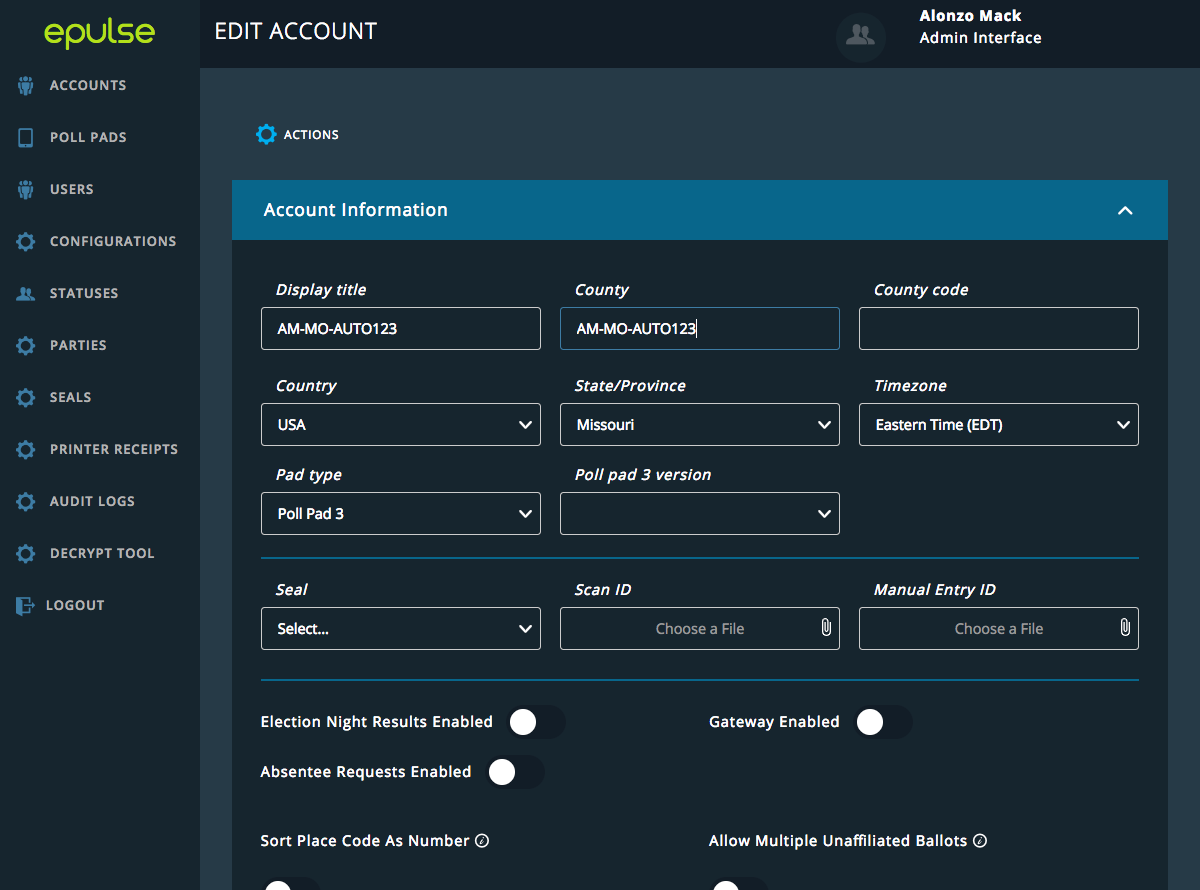 epulse
EDIT ACCOUNT
Alonzo Mack
Admin Interface
ACCOUNTS
POLL PADS
USERS
CONFIGURATIONS
STATUSES
PARTIES
SEALS
PRINTER RECEIPTS
AUDIT LOGS
DECRYPT TOOL
LOGOUT
ACTIONS
Account Information
Display title County County code
AM-MO-AUTO123 AM-MO-AUTO123
Country State/Province Timezone
USA Missouri Eastern Time (EDT)
Pad type Poll pad 3 version
Poll Pad 3
Seal Scan ID Manual Entry ID
Select... Choose a File Choose a File
Election Night Results Enabled Gateway Enabled
Absentee Requests Enabled
Sort Place Code As Number Allow Multiple Unaffiliated Ballots